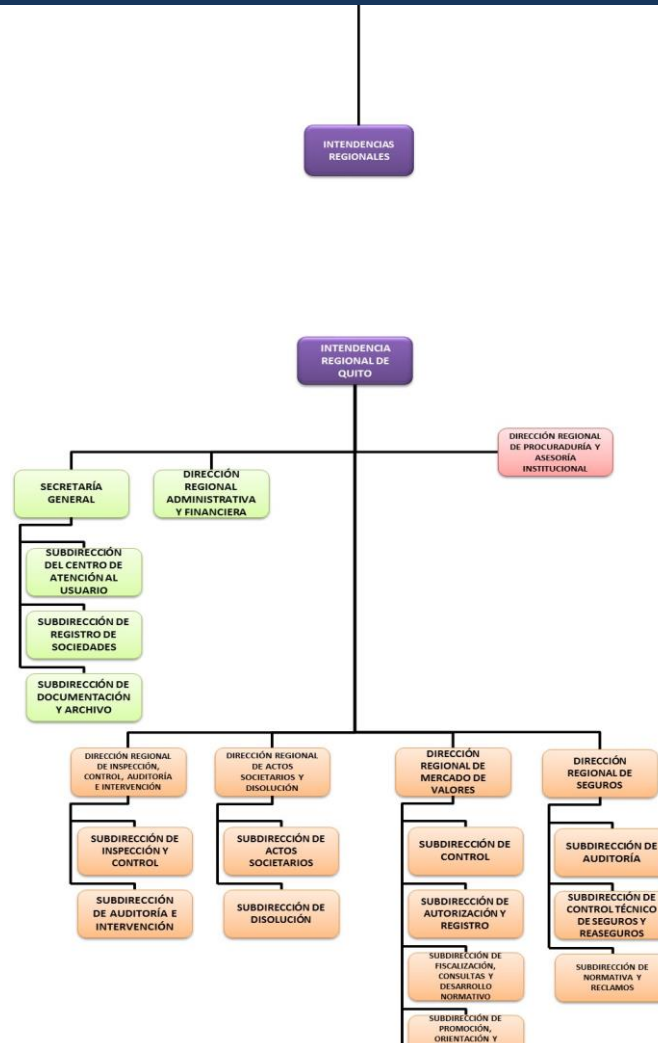 INTENDENCIAS
REGIONALES
INTENDENCIA
REGIONAL DE
QUITO
DIRECCIÓN REGIONAL
DE PROCURADURÍA Y
ASESORÍA
INSTITUCIONAL
SECRETARÍA
GENERAL
DIRECCIÓN
REGIONAL
ADMINISTRATIVA
Y FINANCIERA
SUBDIRECCIÓN
DEL CENTRO DE
ATENCIÓN AL
USUARIO
SUBDIRECCIÓN DE
REGISTRO DE
SOCIEDADES
SUBDIRECCIÓN DE
DOCUMENTACIÓN
Y ARCHIVO
DIRECCIÓN REGIONAL
DE INSPECCIÓN,
CONTROL, AUDITORÍA
E INTERVENCIÓN
SUBDIRECCIÓN DE
INSPECCIÓN Y
CONTROL
SUBDIRECCIÓN
DE AUDITORÍA E
INTERVENCIÓN
DIRECCIÓN REGIONAL
DE ACTOS
SOCIETARIOS Y
DISOLUCIÓN
SUBDIRECCIÓN DE
ACTOS
SOCIETARIOS
SUBDIRECCIÓN DE
DISOLUCIÓN
DIRECCIÓN
REGIONAL DE
MERCADO DE
VALORES
SUBDIRECCIÓN DE
CONTROL
SUBDIRECCIÓN DE
AUTORIZACIÓN Y
REGISTRO
SUBDIRECCIÓN DE
FISCALIZACIÓN,
CONSULTAS Y
DESARROLLO
NORMATIVO
SUBDIRECCIÓN DE
PROMOCIÓN,
ORIENTACIÓN Y
DIRECCIÓN
REGIONAL DE
SEGUROS
SUBDIRECCIÓN DE
AUDITORÍA
SUBDIRECCIÓN DE
CONTROL TÉCNICO
DE SEGUROS Y
REASEGUROS
SUBDIRECCIÓN DE
NORMATIVA Y
RECLAMOS